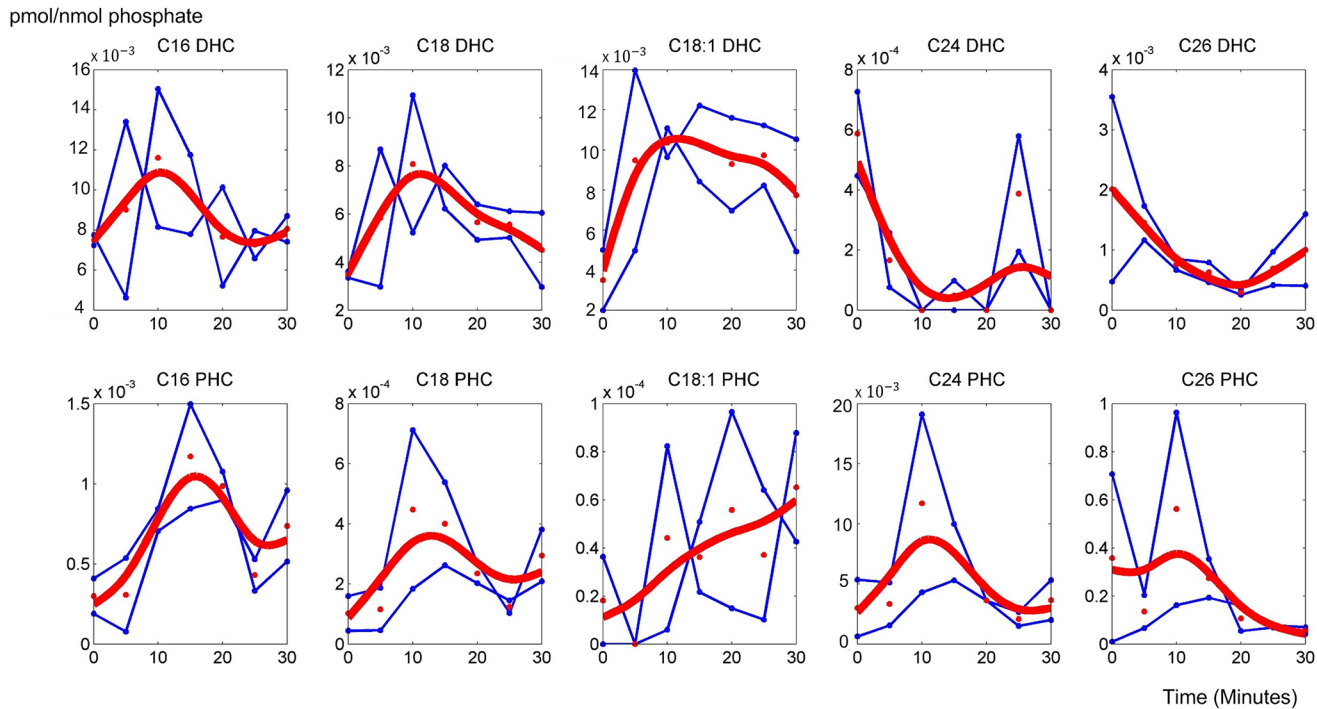 pmol/nmol phosphate
C16 DHC C18 DHC C18:1 DHC C24 DHC C26 DHC
x 10⁻³ x 10⁻³ x 10⁻³ x 10⁻⁴ x 10⁻³
16 12 14 8 4
14 12
10 6 3
12 10
8 4 2
10 8
8 6 6 2 1
6 4 4
4 2 2 0 0
0 10 20 30 0 10 20 30 0 10 20 30 0 10 20 30 0 10 20 30
C16 PHC C18 PHC C18:1 PHC C24 PHC C26 PHC
x 10⁻³ x 10⁻⁴ x 10⁻⁴ x 10⁻³
1.5 8 1 20 1
0.8 0.8
6 15
1 0.6 0.6
4 10
0.4 0.4
0.5 2 5
0.2 0.2
0 0 0 0 0
0 10 20 30 0 10 20 30 0 10 20 30 0 10 20 30 0 10 20 30
Time (Minutes)